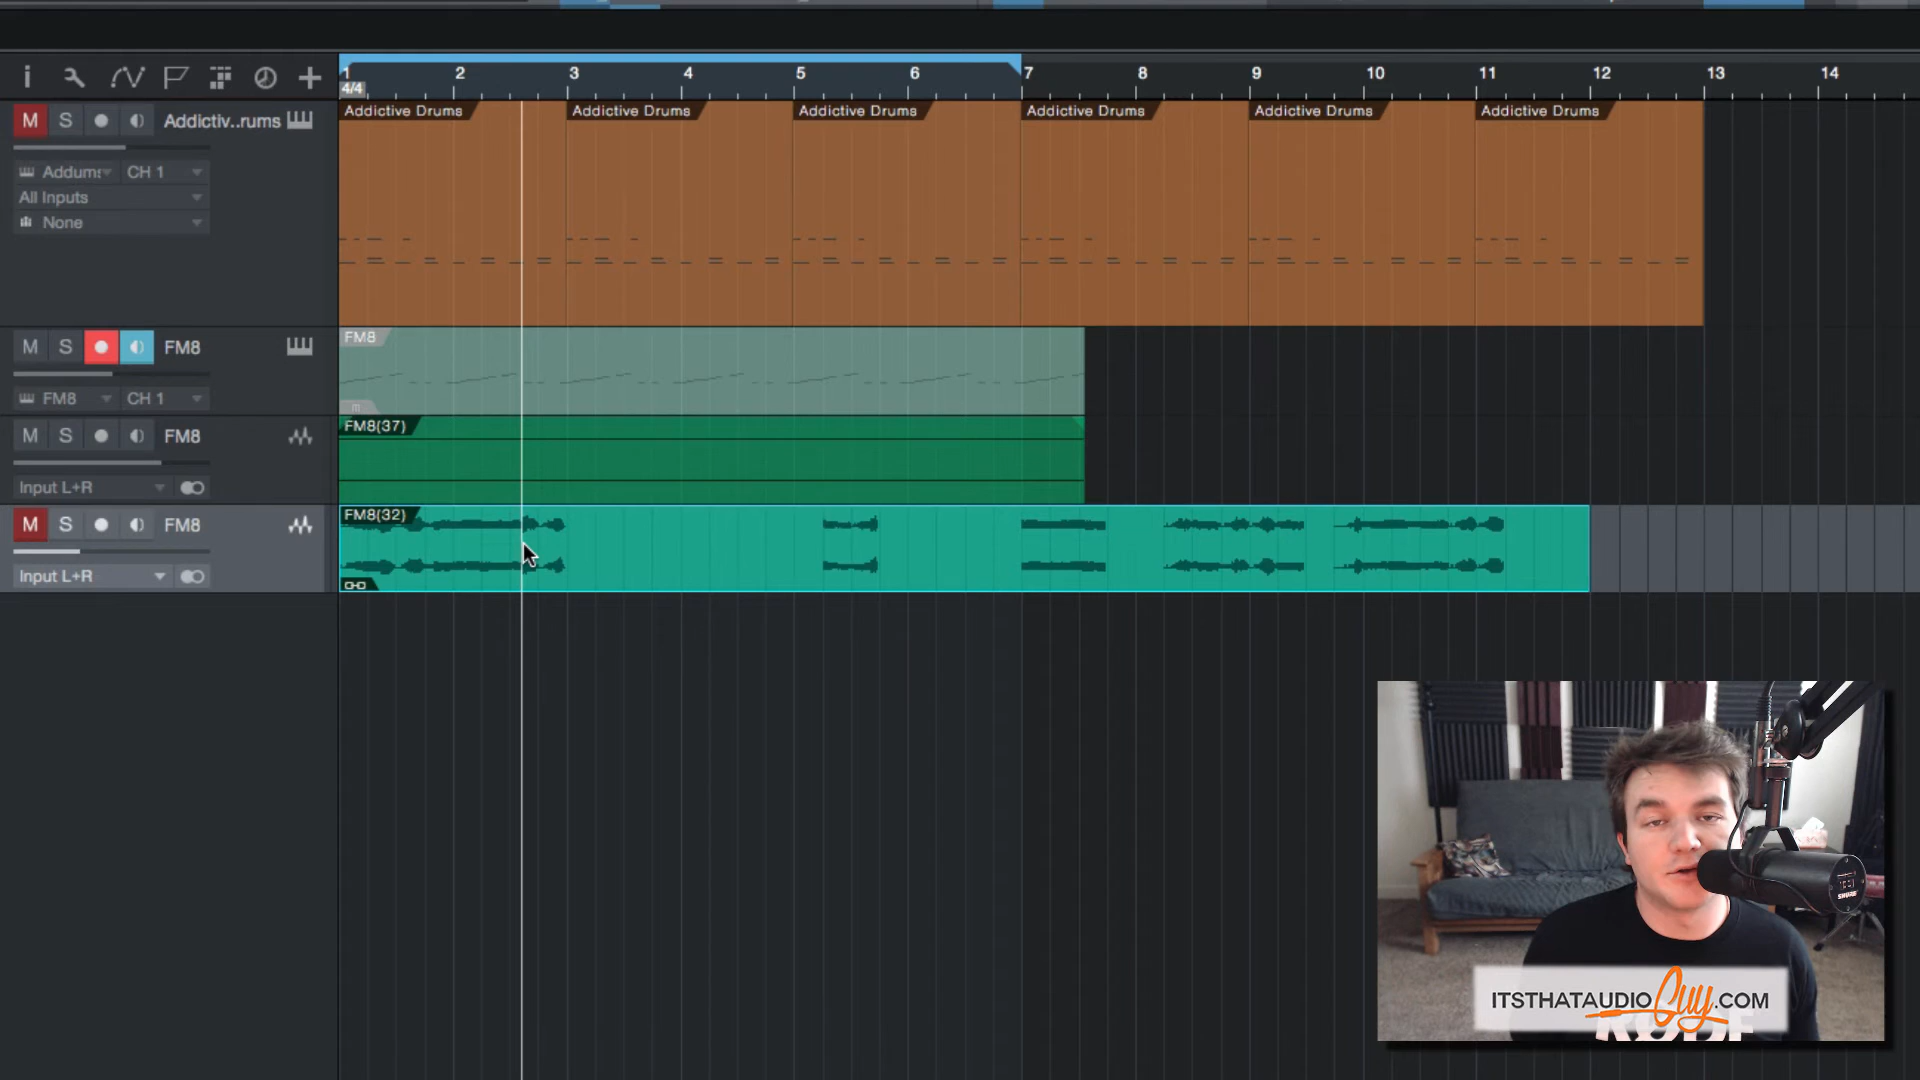 1 2 3 4 5 6 7 8 9 10 11 12 13 14
4/4
M S Addictiv..rums
Addictive Drums Addictive Drums Addictive Drums Addictive Drums Addictive Drums Addictive Drums
CH 1
All Inputs
None
M S FM8
FM8
FM8 CH 1
m
M S FM8
FM8(37)
Input L+R
M S FM8
FM8(32)
Input L+R
SHURE
ITSTHATAUDIOGuy.COM